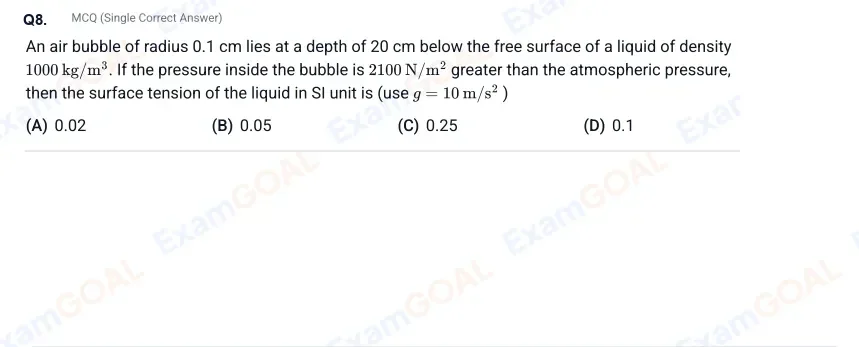 Q8. MCQ (Single Correct Answer)
An air bubble of radius 0.1 cm lies at a depth of 20 cm below the free surface of a liquid of density
1000 kg/m³. If the pressure inside the bubble is 2100 N/m² greater than the atmospheric pressure,
then the surface tension of the liquid in SI unit is (use g = 10 m/s² )
(A) 0.02 (B) 0.05 (C) 0.25 (D) 0.1
ExamGOAL ExamGOAL
ExamGOAL ExamGOAL ExamGOAL